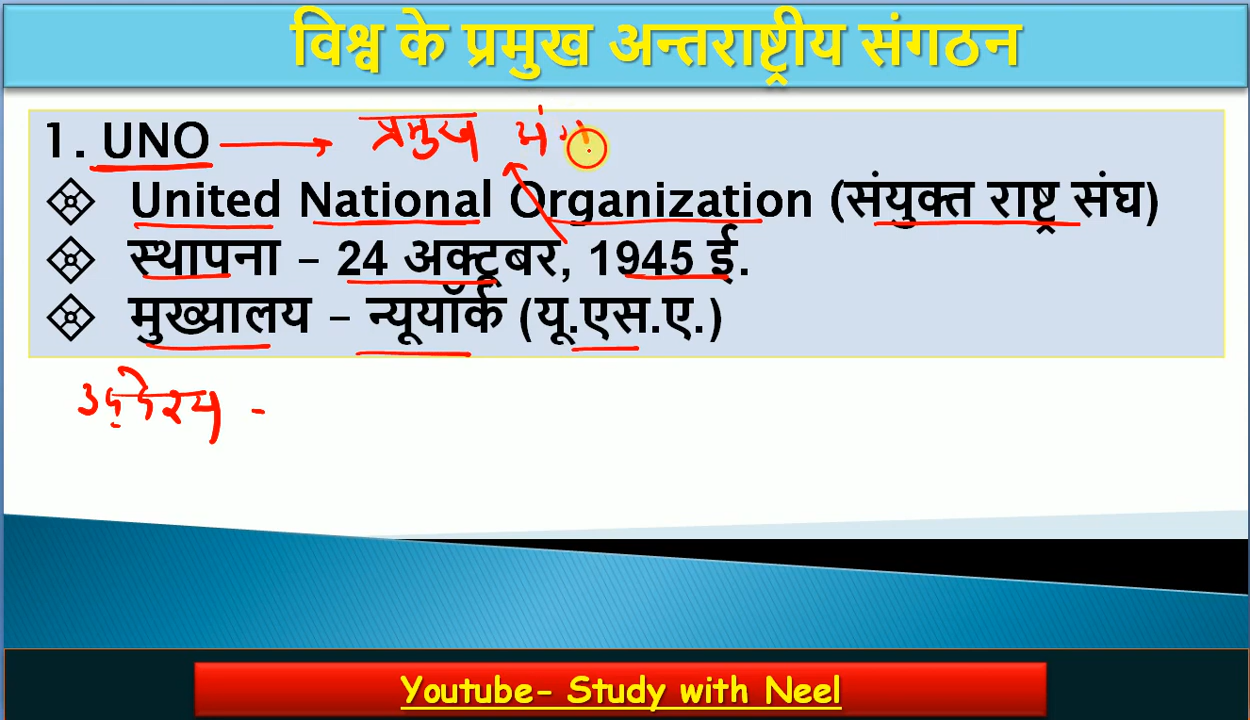 विश्व के प्रमुख अन्तराष्ट्रीय संगठन
1. UNO → प्रमुख
United National Organization (संयुक्त राष्ट्र संघ)
स्थापना – 24 अक्टूबर, 1945 ई.
मुख्यालय – न्यूयॉर्क (यू.एस.ए.)
उद्देश्य -
Youtube- Study with Neel